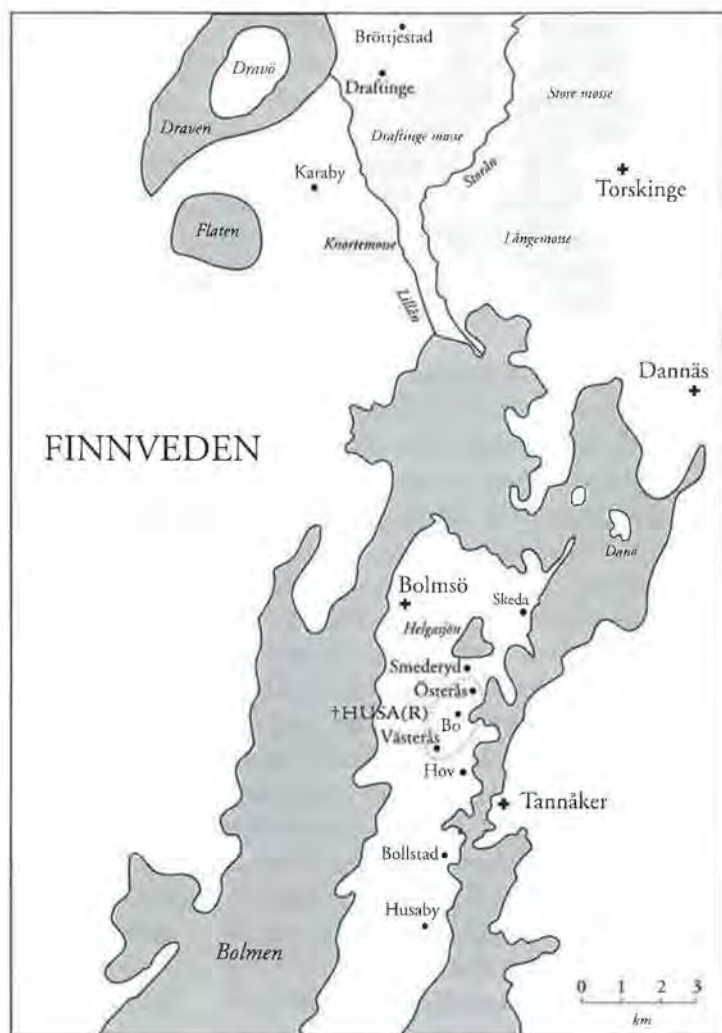 Bröttjestad
Dravö
Draftinge
Store mosse
Draven
Draftinge mosse
Storån
Karaby
Torskinge
Flaten
Knortemosse
Långemosse
Lillån
Dannäs
FINNVEDEN
Danö
Bolmsö
Skeda
Helgasjön
Smederyd
Österås
†HUSA(R)
Bo
Västerås
Hov
Tannåker
Bollstad
Husaby
Bolmen
0 1 2 3
km